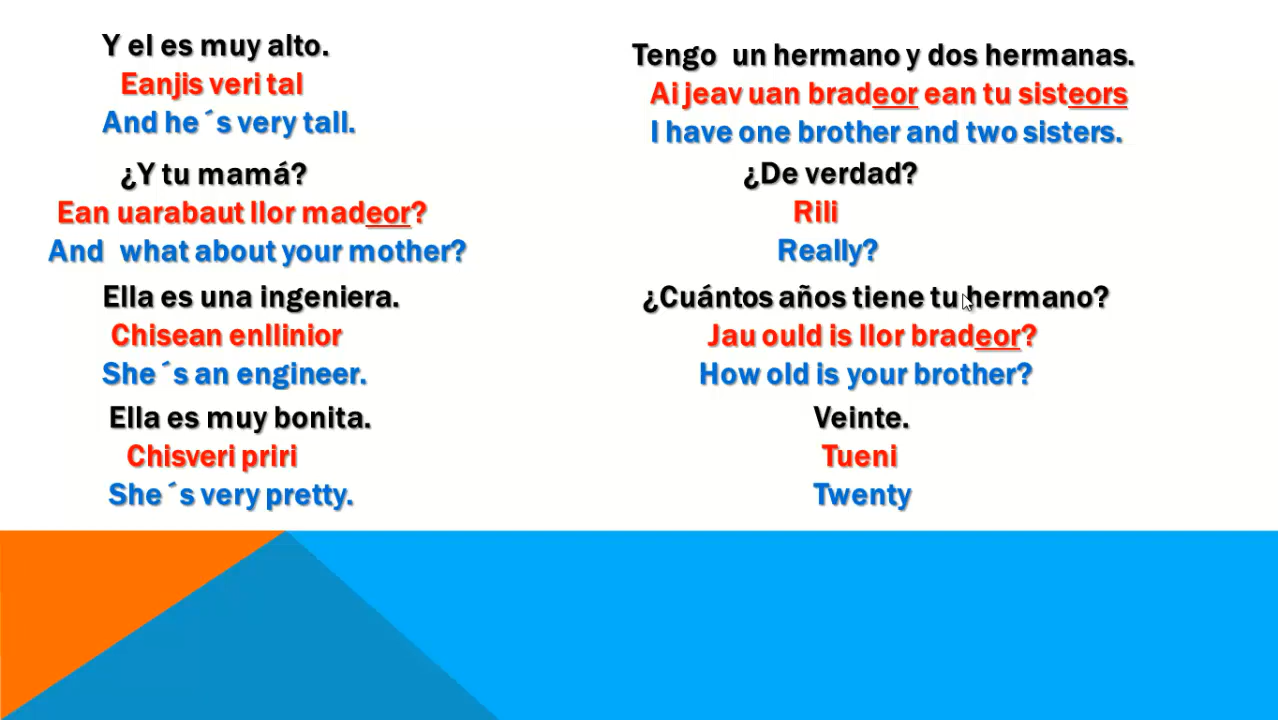 Y el es muy alto.
Eanjis veri tal
And he´s very tall.
¿Y tu mamá?
Ean uarabaut llor madeor?
And what about your mother?
Ella es una ingeniera.
Chisean enllinior
She´s an engineer.
Ella es muy bonita.
Chisveri priri
She´s very pretty.
Tengo un hermano y dos hermanas.
Ai jeav uan bradeor ean tu sisteors
I have one brother and two sisters.
¿De verdad?
Rili
Really?
¿Cuántos años tiene tu hermano?
Jau ould is llor bradeor?
How old is your brother?
Veinte.
Tueni
Twenty